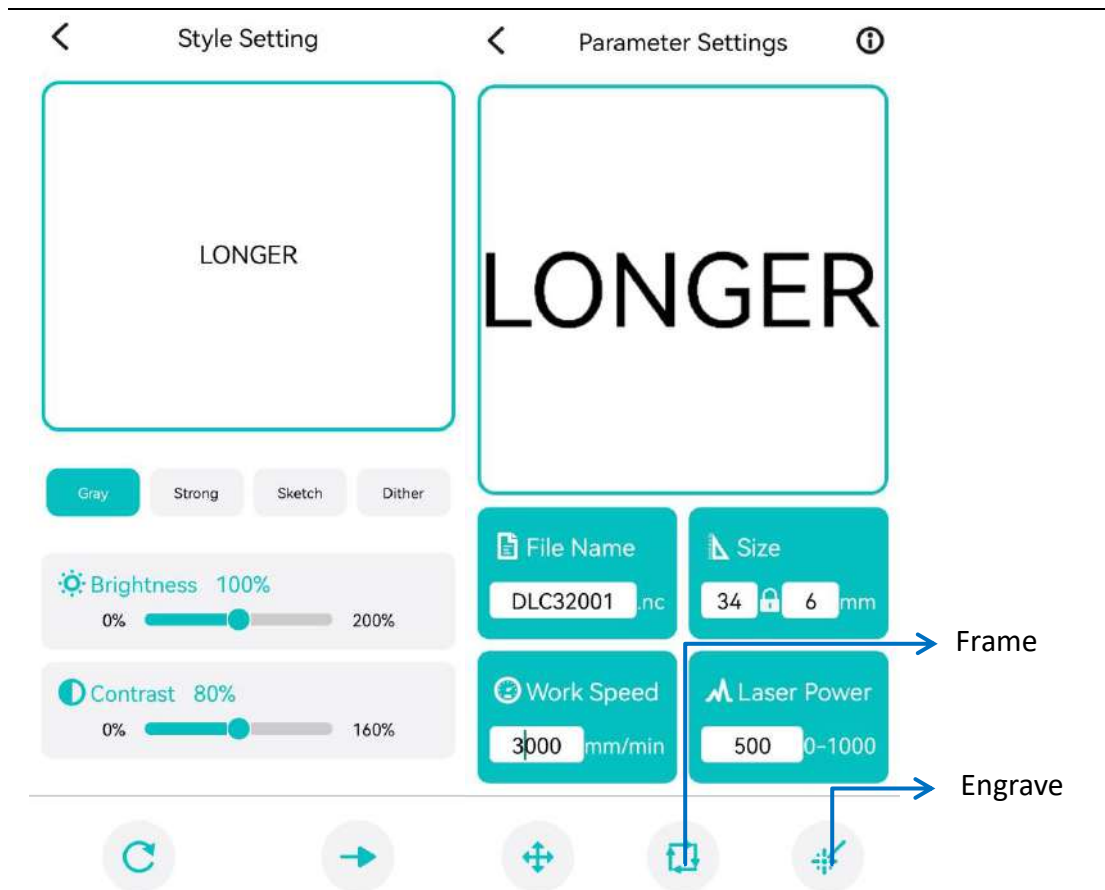 Style Setting
LONGER
Gray Strong Sketch Dither
Brightness 100%
0% 200%
Contrast 80%
0% 160%
Parameter Settings
LONGER
File Name
DLC32001 .nc
Size
34 6 mm
Work Speed
3000 mm/min
Laser Power
500 0-1000
Frame
Engrave